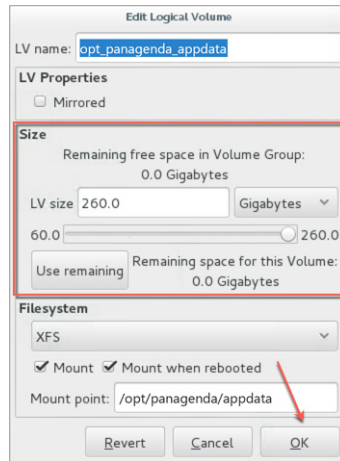 Edit Logical Volume
LV name: opt_panagenda_appdata
LV Properties
Mirrored
Size
Remaining free space in Volume Group:
0.0 Gigabytes
LV size 260.0 Gigabytes
60.0 260.0
Use remaining Remaining space for this Volume:
0.0 Gigabytes
Filesystem
XFS
Mount Mount when rebooted
Mount point: /opt/panagenda/appdata
Revert Cancel OK